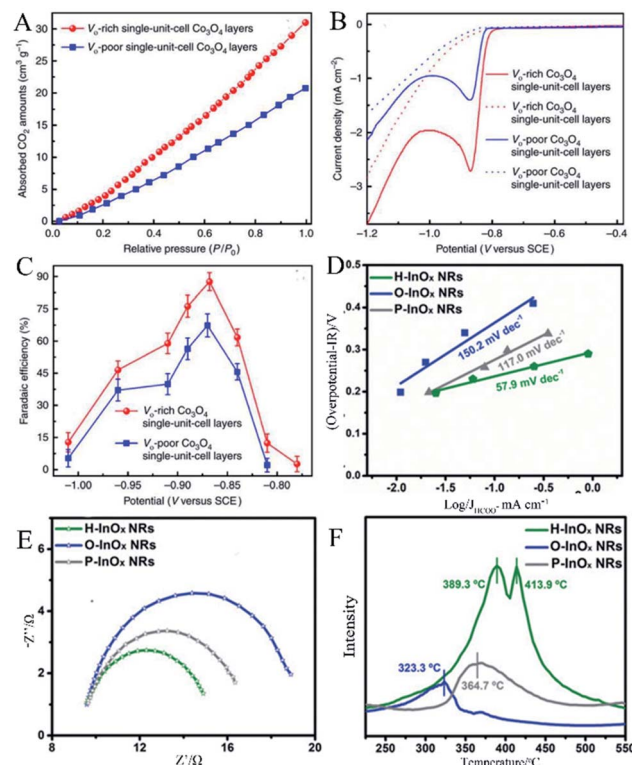 A
Vo-rich single-unit-cell Co3O4 layers
Vo-poor single-unit-cell Co3O4 layers
Absorbed CO2 amounts (cm3 g−1)
35
30
25
20
15
10
5
0
0.0 0.2 0.4 0.6 0.8 1.0
Relative pressure (P/P0)
B
Current density (mA cm−2)
0
−1
−2
−3
Vo-rich Co3O4
single-unit-cell layers
Vo-rich Co3O4
single-unit-cell layers
Vo-poor Co3O4
single-unit-cell layers
Vo-poor Co3O4
single-unit-cell layers
−1.2 −1.0 −0.8 −0.6 −0.4
Potential (V versus SCE)
C
Faradaic efficiency (%)
90
75
60
45
30
15
0
Vo-rich Co3O4
single-unit-cell layers
Vo-poor Co3O4
single-unit-cell layers
−1.00 −0.95 −0.90 −0.85 −0.80
Potential (V versus SCE)
D
H-InOx NRs
O-InOx NRs
P-InOx NRs
(Overpotential-IR)/V
0.5
0.4
0.3
0.2
0.1
0.0
150.2 mV dec-1
117.0 mV dec-1
57.9 mV dec-1
-2.0 -1.5 -1.0 -0.5 0.0
Log/JHCOO- mA cm-1
E
H-InOx NRs
O-InOx NRs
P-InOx NRs
-Z''/Ω
6
4
2
0
8 12 16 20
Z'/Ω
F
H-InOx NRs
O-InOx NRs
P-InOx NRs
389.3 ºC
413.9 ºC
323.3 ºC
364.7 ºC
Intensity
250 300 350 400 450 500 550
Temperature/ºC